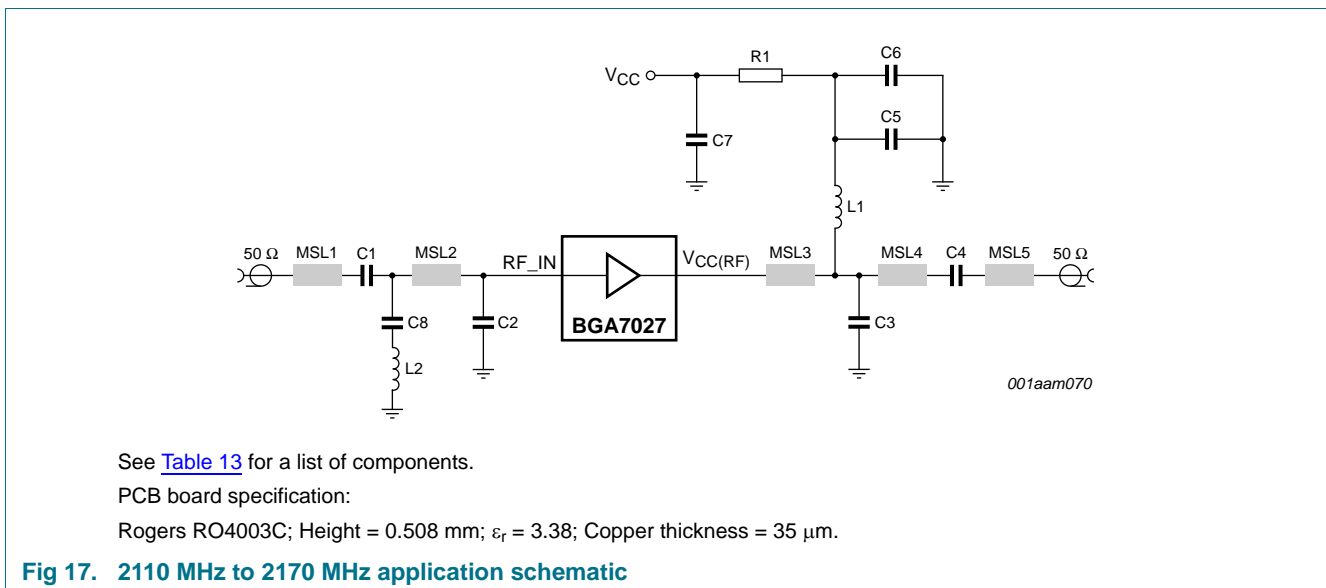 C6
R1
VCC
C5
C7
L1
50 Ω MSL1 C1 MSL2 RF_IN VCC(RF) MSL3 MSL4 C4 MSL5 50 Ω
C8 C2 BGA7027 C3
L2
001aam070
See Table 13 for a list of components.
PCB board specification:
Rogers RO4003C; Height = 0.508 mm; εr = 3.38; Copper thickness = 35 μm.
Fig 17. 2110 MHz to 2170 MHz application schematic